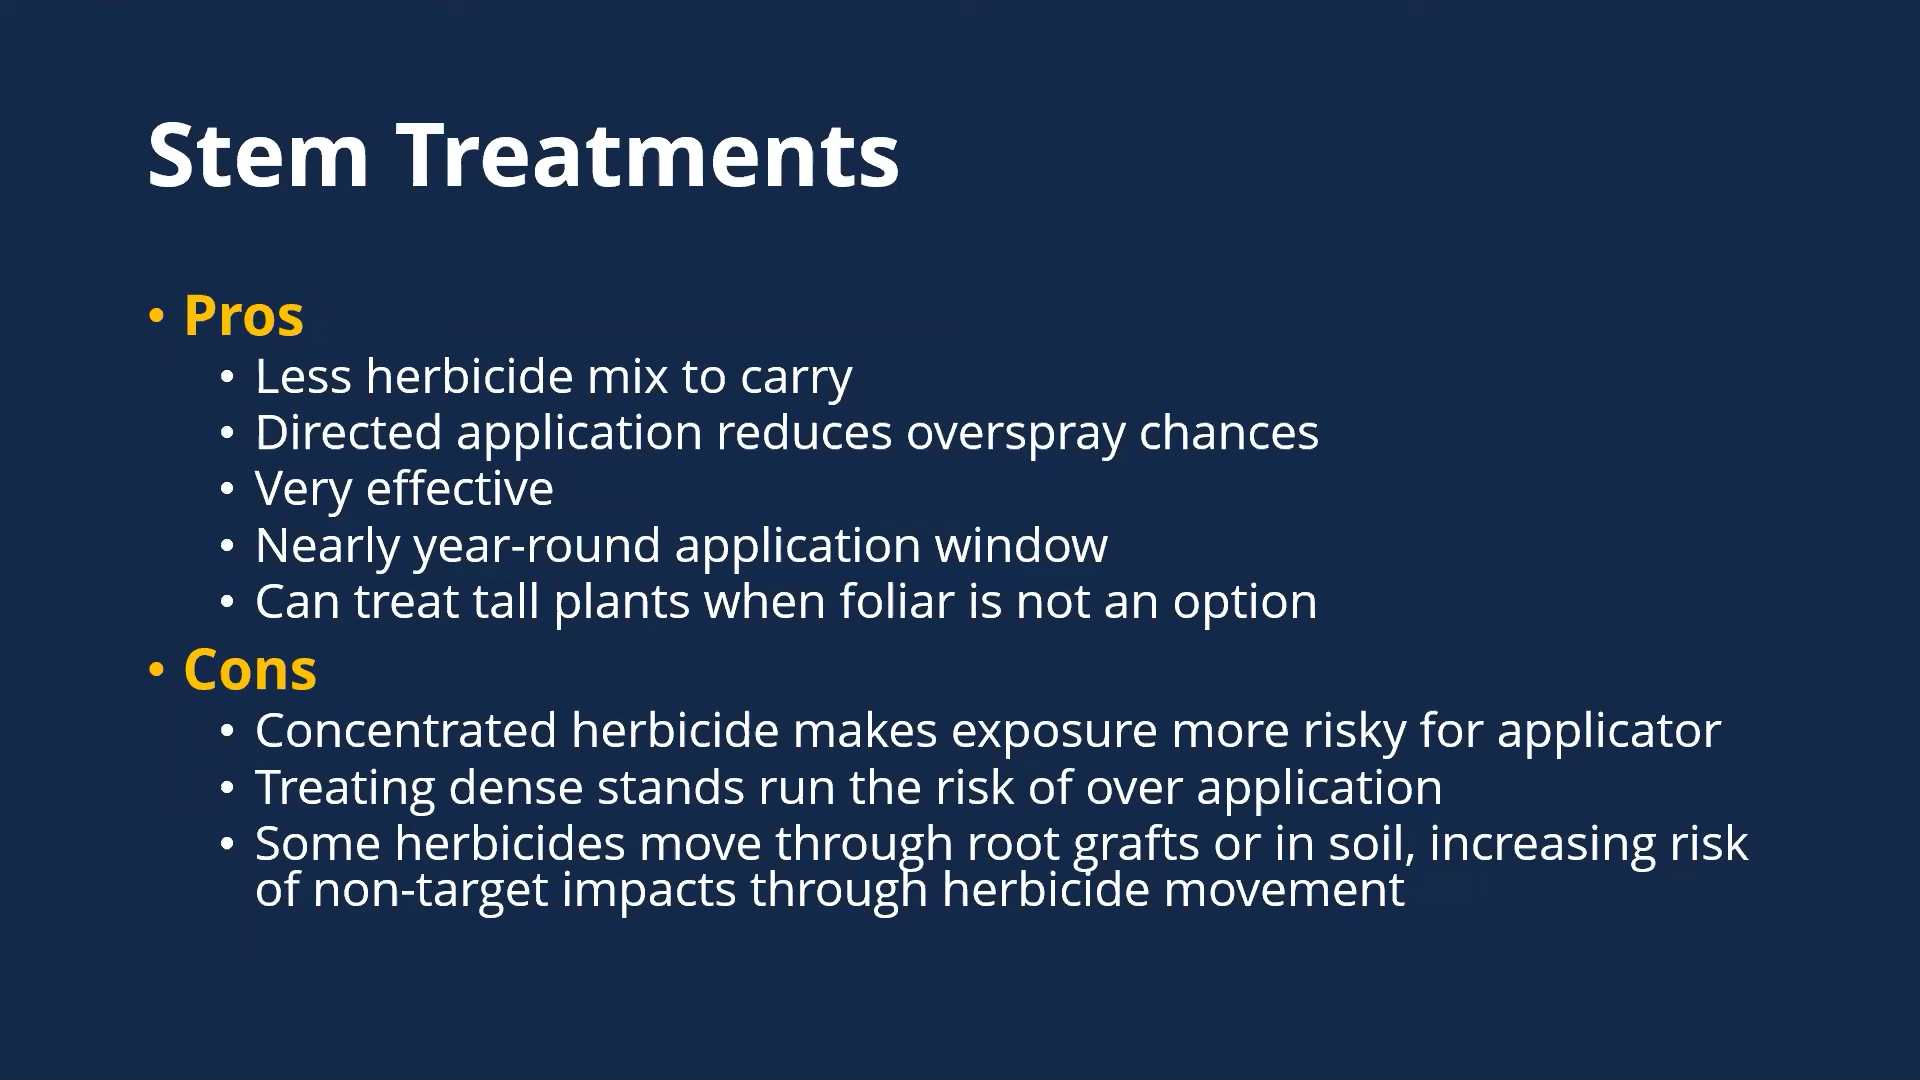 Stem Treatments
• Pros
• Less herbicide mix to carry
• Directed application reduces overspray chances
• Very effective
• Nearly year-round application window
• Can treat tall plants when foliar is not an option
• Cons
• Concentrated herbicide makes exposure more risky for applicator
• Treating dense stands run the risk of over application
• Some herbicides move through root grafts or in soil, increasing risk
of non-target impacts through herbicide movement